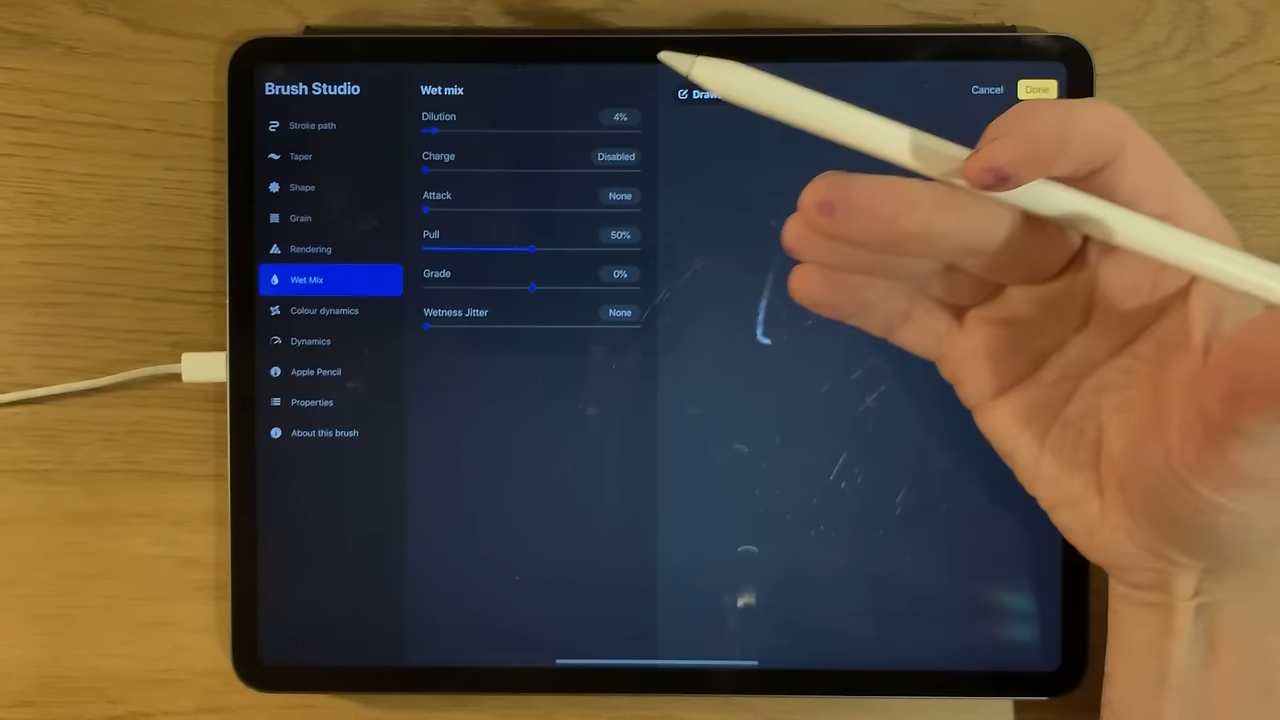 Brush Studio
Stroke path
Taper
Shape
Grain
Rendering
Wet Mix
Colour dynamics
Dynamics
Apple Pencil
Properties
About this brush
Wet mix
Dilution 4%
Charge Disabled
Attack None
Pull 50%
Grade 0%
Wetness Jitter None
Cancel Done